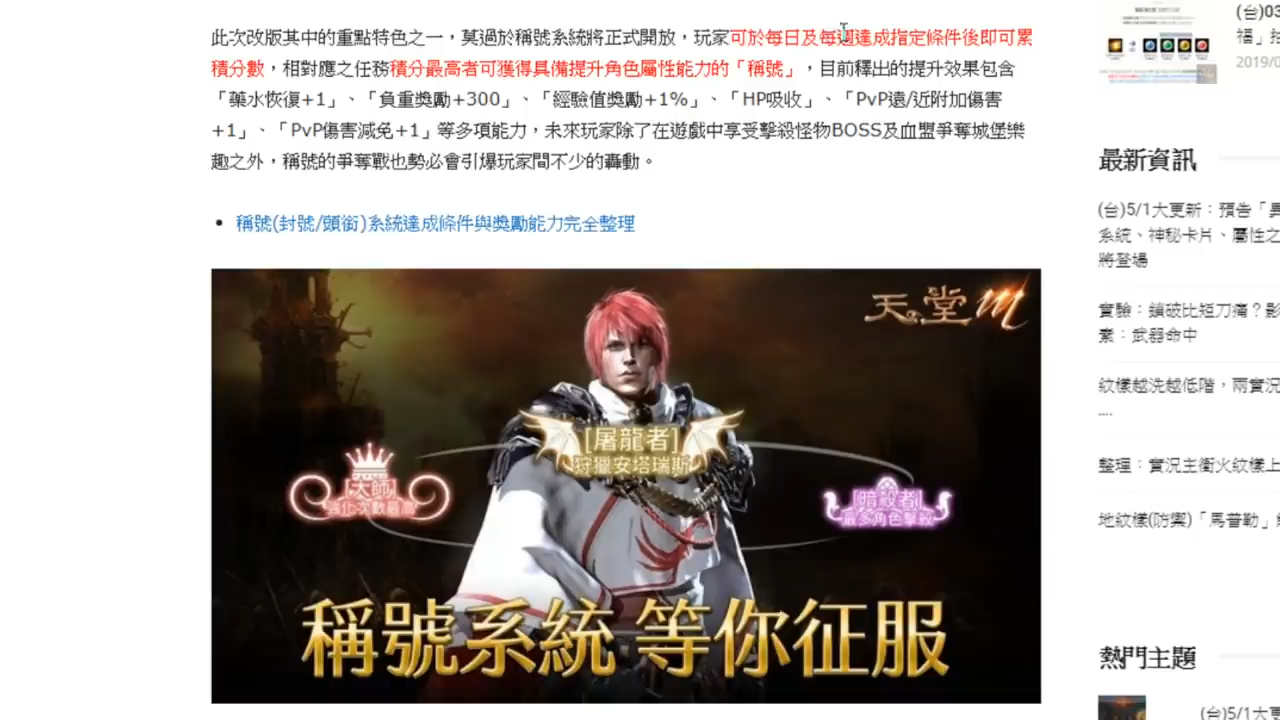 此次改版其中的重點特色之一，莫過於稱號系統將正式開放，玩家可於每日及每週達成指定條件後即可累
積分數，相對應之任務積分最高者可獲得具備提升角色屬性能力的「稱號」，目前釋出的提升效果包含
「藥水恢復+1」、「負重獎勵+300」、「經驗值獎勵+1%」、「HP吸收」、「PvP遠/近附加傷害
+1」、「PvP傷害減免+1」等多項能力，未來玩家除了在遊戲中享受擊殺怪物BOSS及血盟爭奪城堡樂
趣之外，稱號的爭奪戰也勢必會引爆玩家間不少的轟動。
稱號(封號/頭銜)系統達成條件與獎勵能力完全整理
天堂M
[屠龍者]
狩獵安塔瑞斯
[大師]
強化次數最高
[暗殺者]
最多角色擊殺
稱號系統 等你征服
(台)03
福」抽
2019/0
最新資訊
(台)5/1大更新：預告「異
系統、神秘卡片、屬性之
將登場
實驗：鎖破比短刀痛？影
素：武器命中
紋樣越洗越低階，兩實況
....
整理：實況主衝火紋樣上
地紋樣(防禦)「馬普勒」
熱門主題
(台)5/1大更